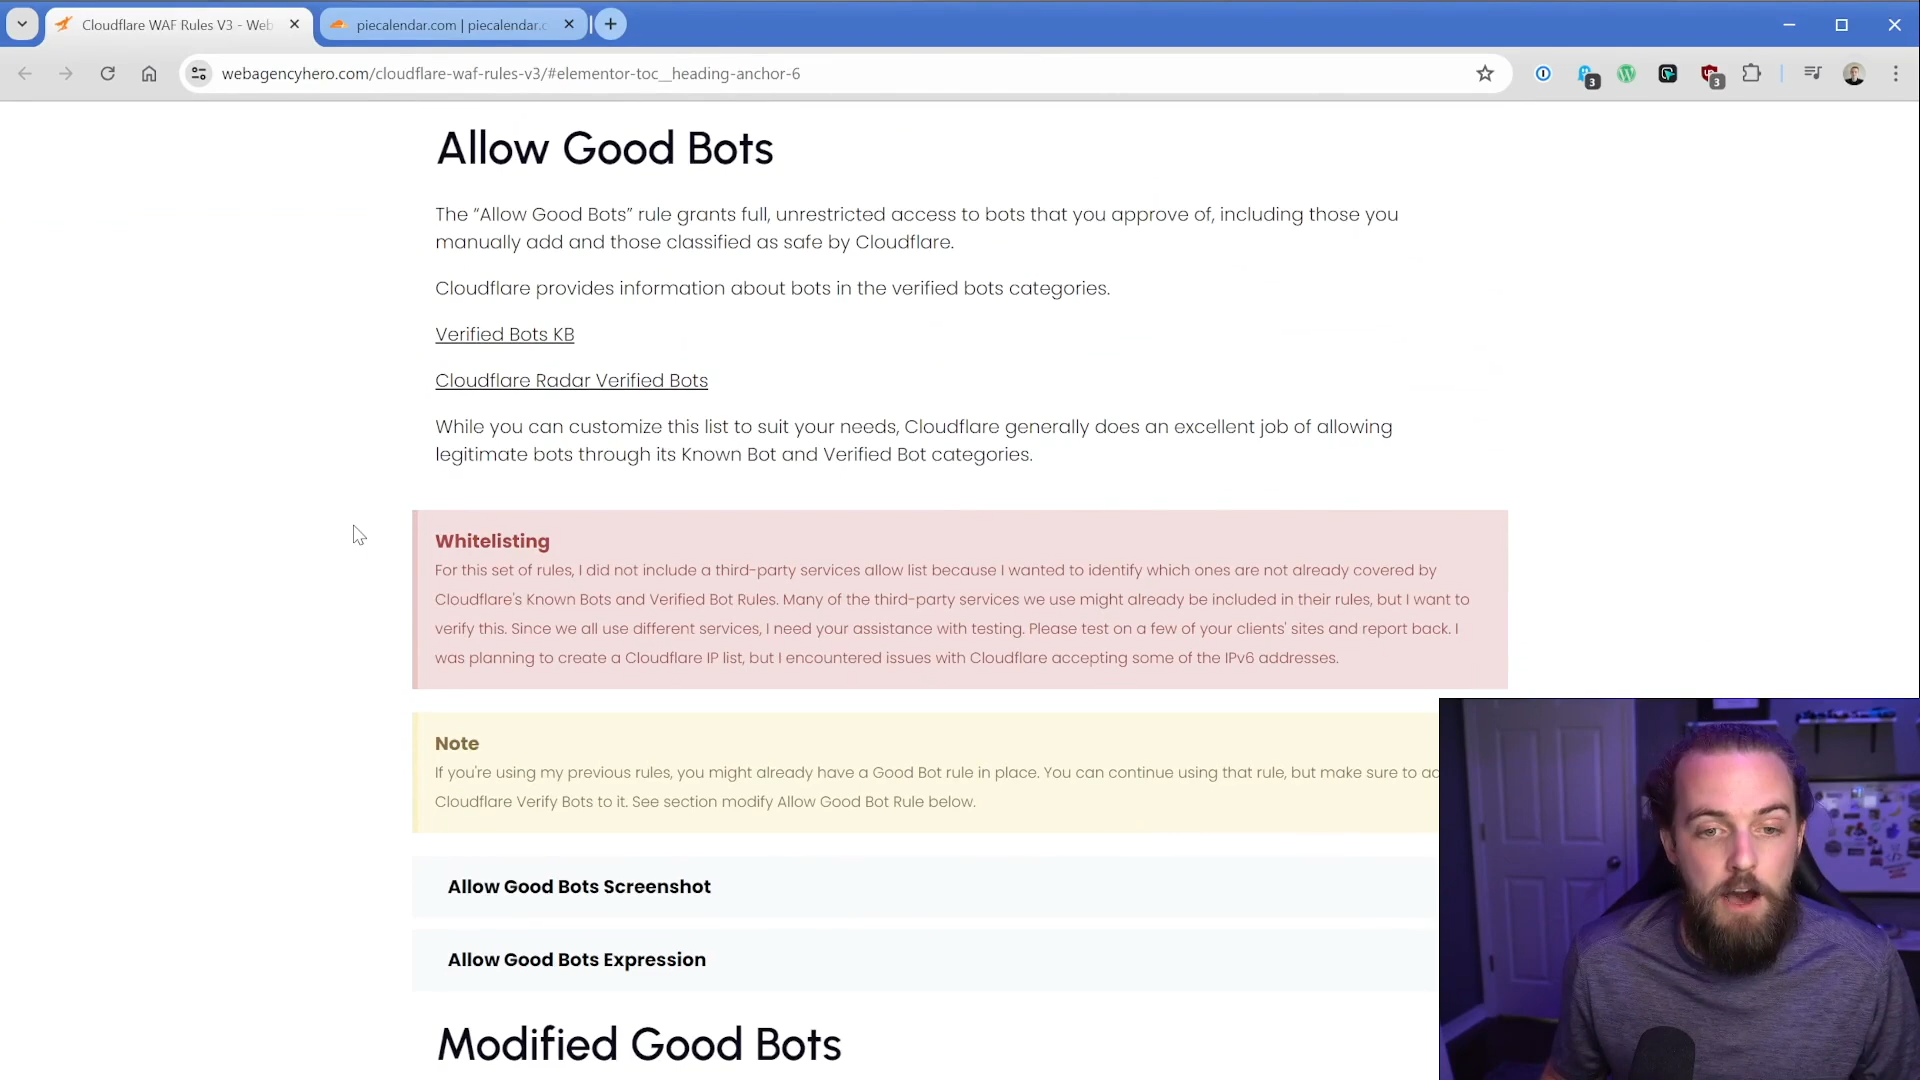 Cloudflare WAF Rules V3 - Web
piecalendar.com | piecalendar.c
webagencyhero.com/cloudflare-waf-rules-v3/#elementor-toc__heading-anchor-6
3
3
Allow Good Bots
The “Allow Good Bots” rule grants full, unrestricted access to bots that you approve of, including those you
manually add and those classified as safe by Cloudflare.
Cloudflare provides information about bots in the verified bots categories.
Verified Bots KB
Cloudflare Radar Verified Bots
While you can customize this list to suit your needs, Cloudflare generally does an excellent job of allowing
legitimate bots through its Known Bot and Verified Bot categories.
Whitelisting
For this set of rules, I did not include a third-party services allow list because I wanted to identify which ones are not already covered by
Cloudflare's Known Bots and Verified Bot Rules. Many of the third-party services we use might already be included in their rules, but I want to
verify this. Since we all use different services, I need your assistance with testing. Please test on a few of your clients' sites and report back. I
was planning to create a Cloudflare IP list, but I encountered issues with Cloudflare accepting some of the IPv6 addresses.
Note
If you're using my previous rules, you might already have a Good Bot rule in place. You can continue using that rule, but make sure to
Cloudflare Verify Bots to it. See section modify Allow Good Bot Rule below.
Allow Good Bots Screenshot
Allow Good Bots Expression
Modified Good Bots